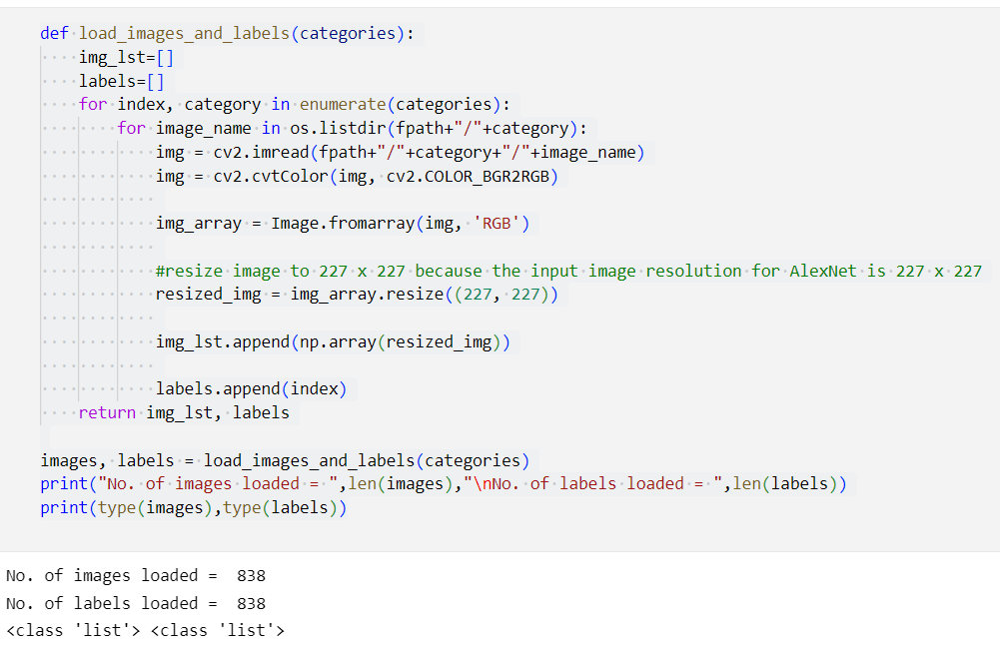 def load_images_and_labels(categories):
    img_lst=[]
    labels=[]
    for index, category in enumerate(categories):
        for image_name in os.listdir(fpath+"/"+category):
            img = cv2.imread(fpath+"/"+category+"/"+image_name)
            img = cv2.cvtColor(img, cv2.COLOR_BGR2RGB)
            img_array = Image.fromarray(img, 'RGB')
            #resize image to 227 x 227 because the input image resolution for AlexNet is 227 x 227
            resized_img = img_array.resize((227, 227))
            img_lst.append(np.array(resized_img))
            labels.append(index)
    return img_lst, labels
images, labels = load_images_and_labels(categories)
print("No. of images loaded = ",len(images),"\nNo. of labels loaded = ",len(labels))
print(type(images),type(labels))
No. of images loaded =  838
No. of labels loaded =  838
<class 'list'> <class 'list'>